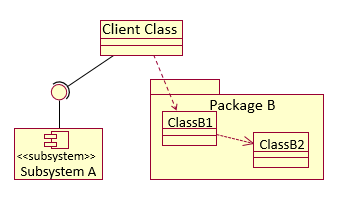 Client Class
Package B
ClassB1
ClassB2
<<subsystem>>
Subsystem A